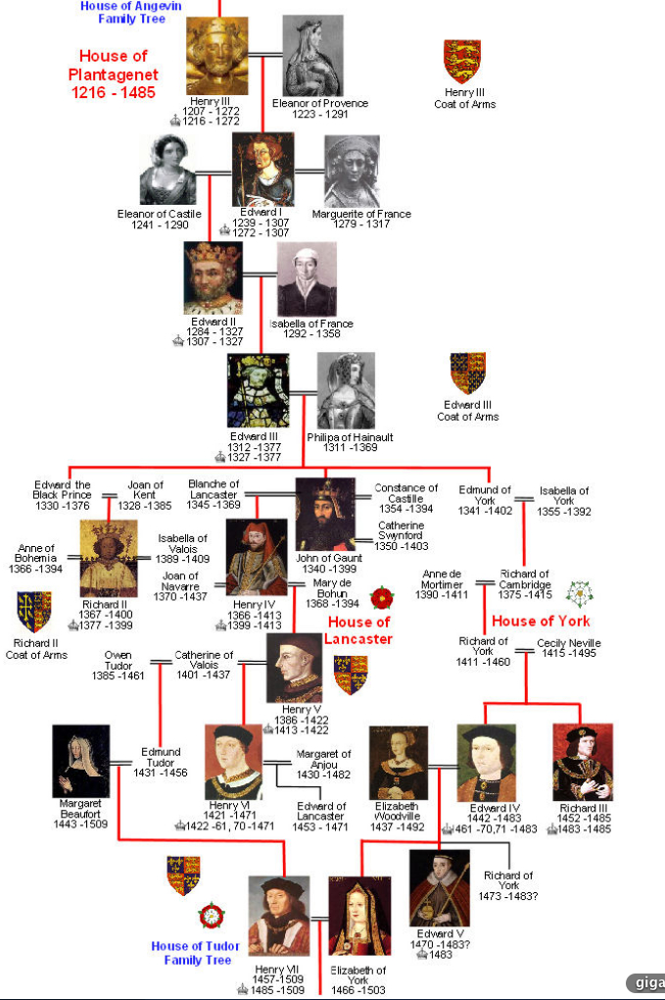 House of Angevin
Family Tree
House of
Plantagenet
1216 - 1485
Henry III
1207 - 1272
1216 - 1272
Eleanor of Provence
1223 - 1291
Henry III
Coat of Arms
Eleanor of Castile
1241 - 1290
Edward I
1239 - 1307
1272 - 1307
Marguerite of France
1279 - 1317
Edward II
1284 - 1327
1307 - 1327
Isabella of France
1292 - 1358
Edward III
1312 -1377
1327 -1377
Philipa of Hainault
1311 -1369
Edward III
Coat of Arms
Edward the
Black Prince
1330 -1376
Joan of
Kent
1328 -1385
Blanche of
Lancaster
1345 -1369
John of Gaunt
1340 -1399
Constance of
Castille
1354 -1394
Catherine
Swynford
1350 -1403
Edmund of
York
1341 -1402
Isabella of
York
1355 -1392
Anne of
Bohemia
1366 -1394
Richard II
1367 -1400
1377 -1399
Isabella of
Valois
1389 -1409
Joan of
Navarre
1370 -1437
Henry IV
1366 -1413
1399 -1413
Mary de
Bohun
1368 -1394
Anne de
Mortimer
1390 -1411
Richard of
Cambridge
1375 -1415
Richard II
Coat of Arms
House of
Lancaster
House of York
Owen
Tudor
1385 -1461
Catherine of
Valois
1401 -1437
Henry V
1386 -1422
1413 -1422
Richard of
York
1411 -1460
Cecily Neville
1415 -1495
Margaret
Beaufort
1443 -1509
Edmund
Tudor
1431 -1456
Henry VI
1421 -1471
1422 -61, 70 -1471
Margaret of
Anjou
1430 -1482
Edward of
Lancaster
1453 - 1471
Elizabeth
Woodville
1437 -1492
Edward IV
1442 -1483
1461 -70,71 -1483
Richard III
1452 -1485
1483 -1485
Richard of
York
1473 -1483?
Edward V
1470 -1483?
1483
House of Tudor
Family Tree
Henry VII
1457-1509
1485 -1509
Elizabeth of
York
1466 -1503
giga